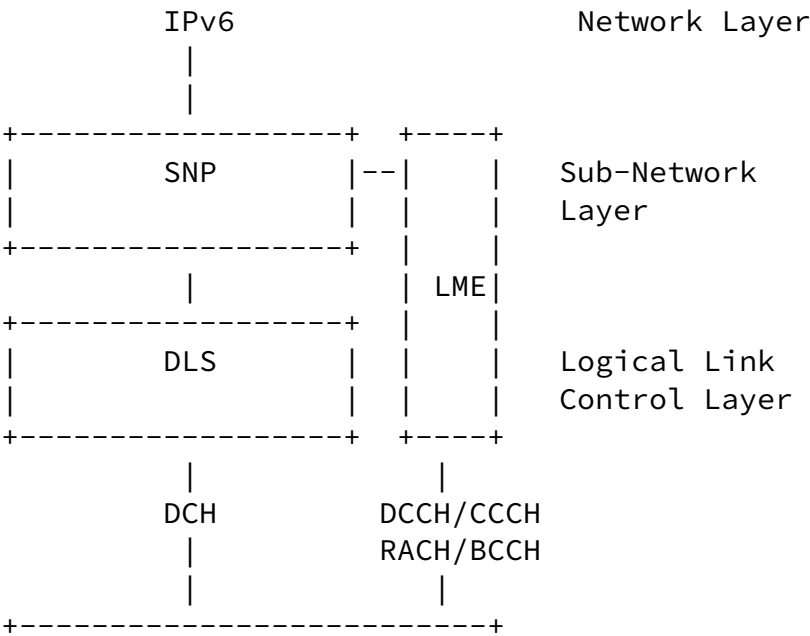 IPv6 Network Layer
SNP Sub-Network
Layer
LME
DLS Logical Link
Control Layer
DCH DCCH/CCCH
RACH/BCCH